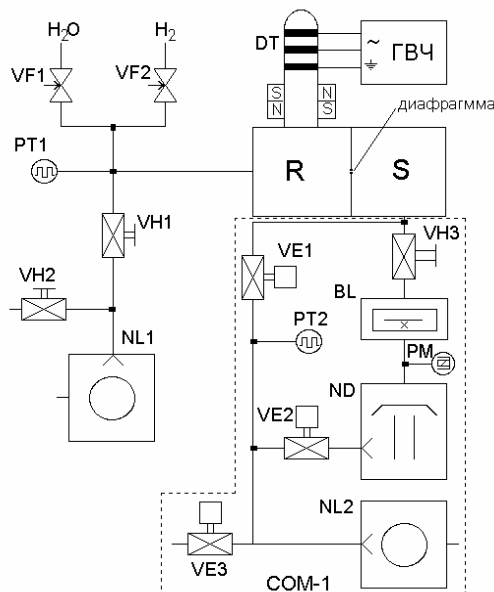 H₂O
H₂
VF1
VF2
DT
~
ГВЧ
S
N
N
S
диафрагмма
PT1
R
S
VH1
VE1
VH3
VH2
BL
PT2
PM
NL1
ND
VE2
NL2
VE3
COM-1